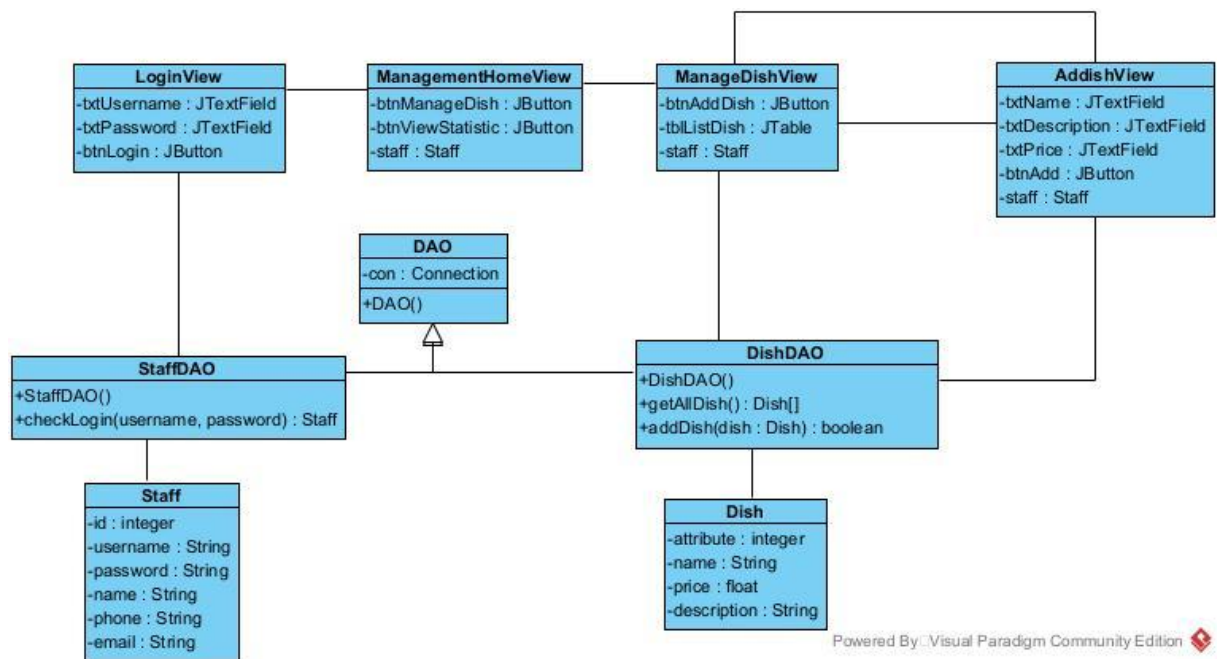 LoginView
-txtUsername : JTextField
-txtPassword : JTextField
-btnLogin : JButton
ManagementHomeView
-btnManageDish : JButton
-btnViewStatistic : JButton
-staff : Staff
ManageDishView
-btnAddDish : JButton
-tblListDish : JTable
-staff : Staff
AddishView
-txtName : JTextField
-txtDescription : JTextField
-txtPrice : JTextField
-btnAdd : JButton
-staff : Staff
DAO
-con : Connection
+DAO()
StaffDAO
+StaffDAO()
+checkLogin(username, password) : Staff
DishDAO
+DishDAO()
+getAllDish() : Dish[]
+addDish(dish : Dish) : boolean
Staff
-id : integer
-username : String
-password : String
-name : String
-phone : String
-email : String
Dish
-attribute : integer
-name : String
-price : float
-description : String
Powered By Visual Paradigm Community Edition